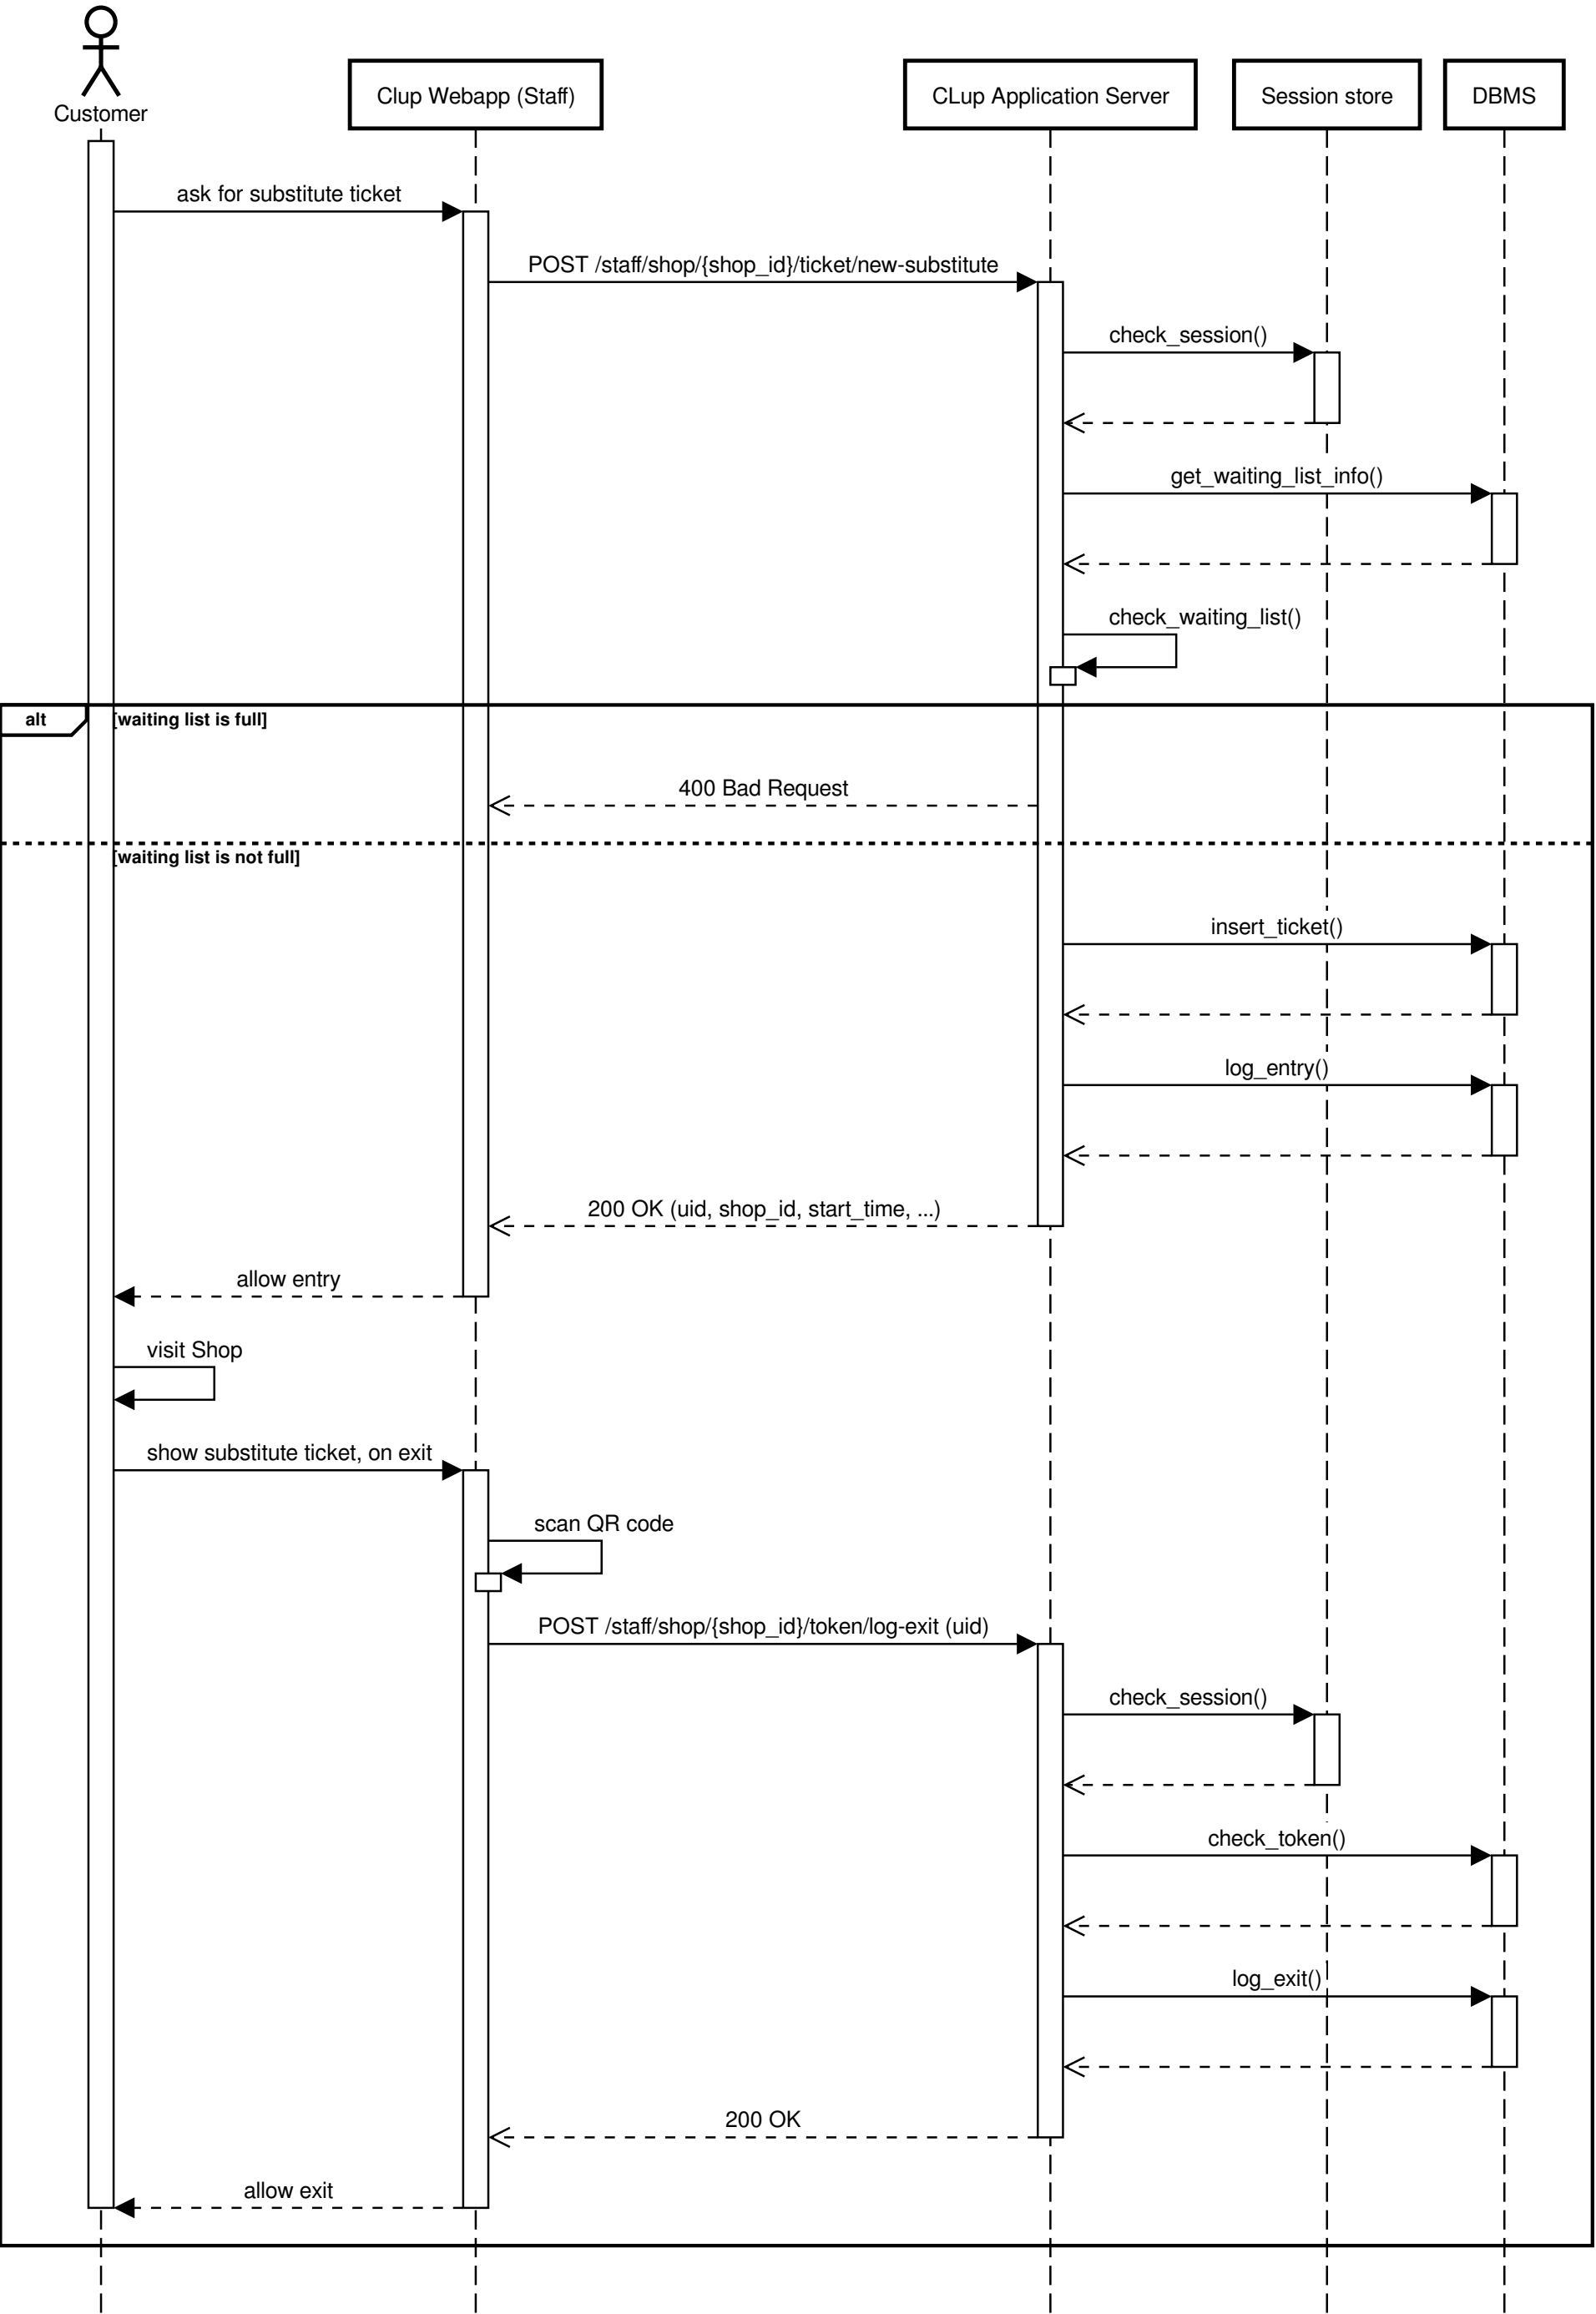 Customer
Clup Webapp (Staff)
CLup Application Server
Session store
DBMS
ask for substitute ticket
POST /staff/shop/{shop_id}/ticket/new-substitute
check_session()
get_waiting_list_info()
check_waiting_list()
alt
[waiting list is full]
400 Bad Request
[waiting list is not full]
insert_ticket()
log_entry()
200 OK (uid, shop_id, start_time, ...)
allow entry
visit Shop
show substitute ticket, on exit
scan QR code
POST /staff/shop/{shop_id}/token/log-exit (uid)
check_session()
check_token()
log_exit()
200 OK
allow exit